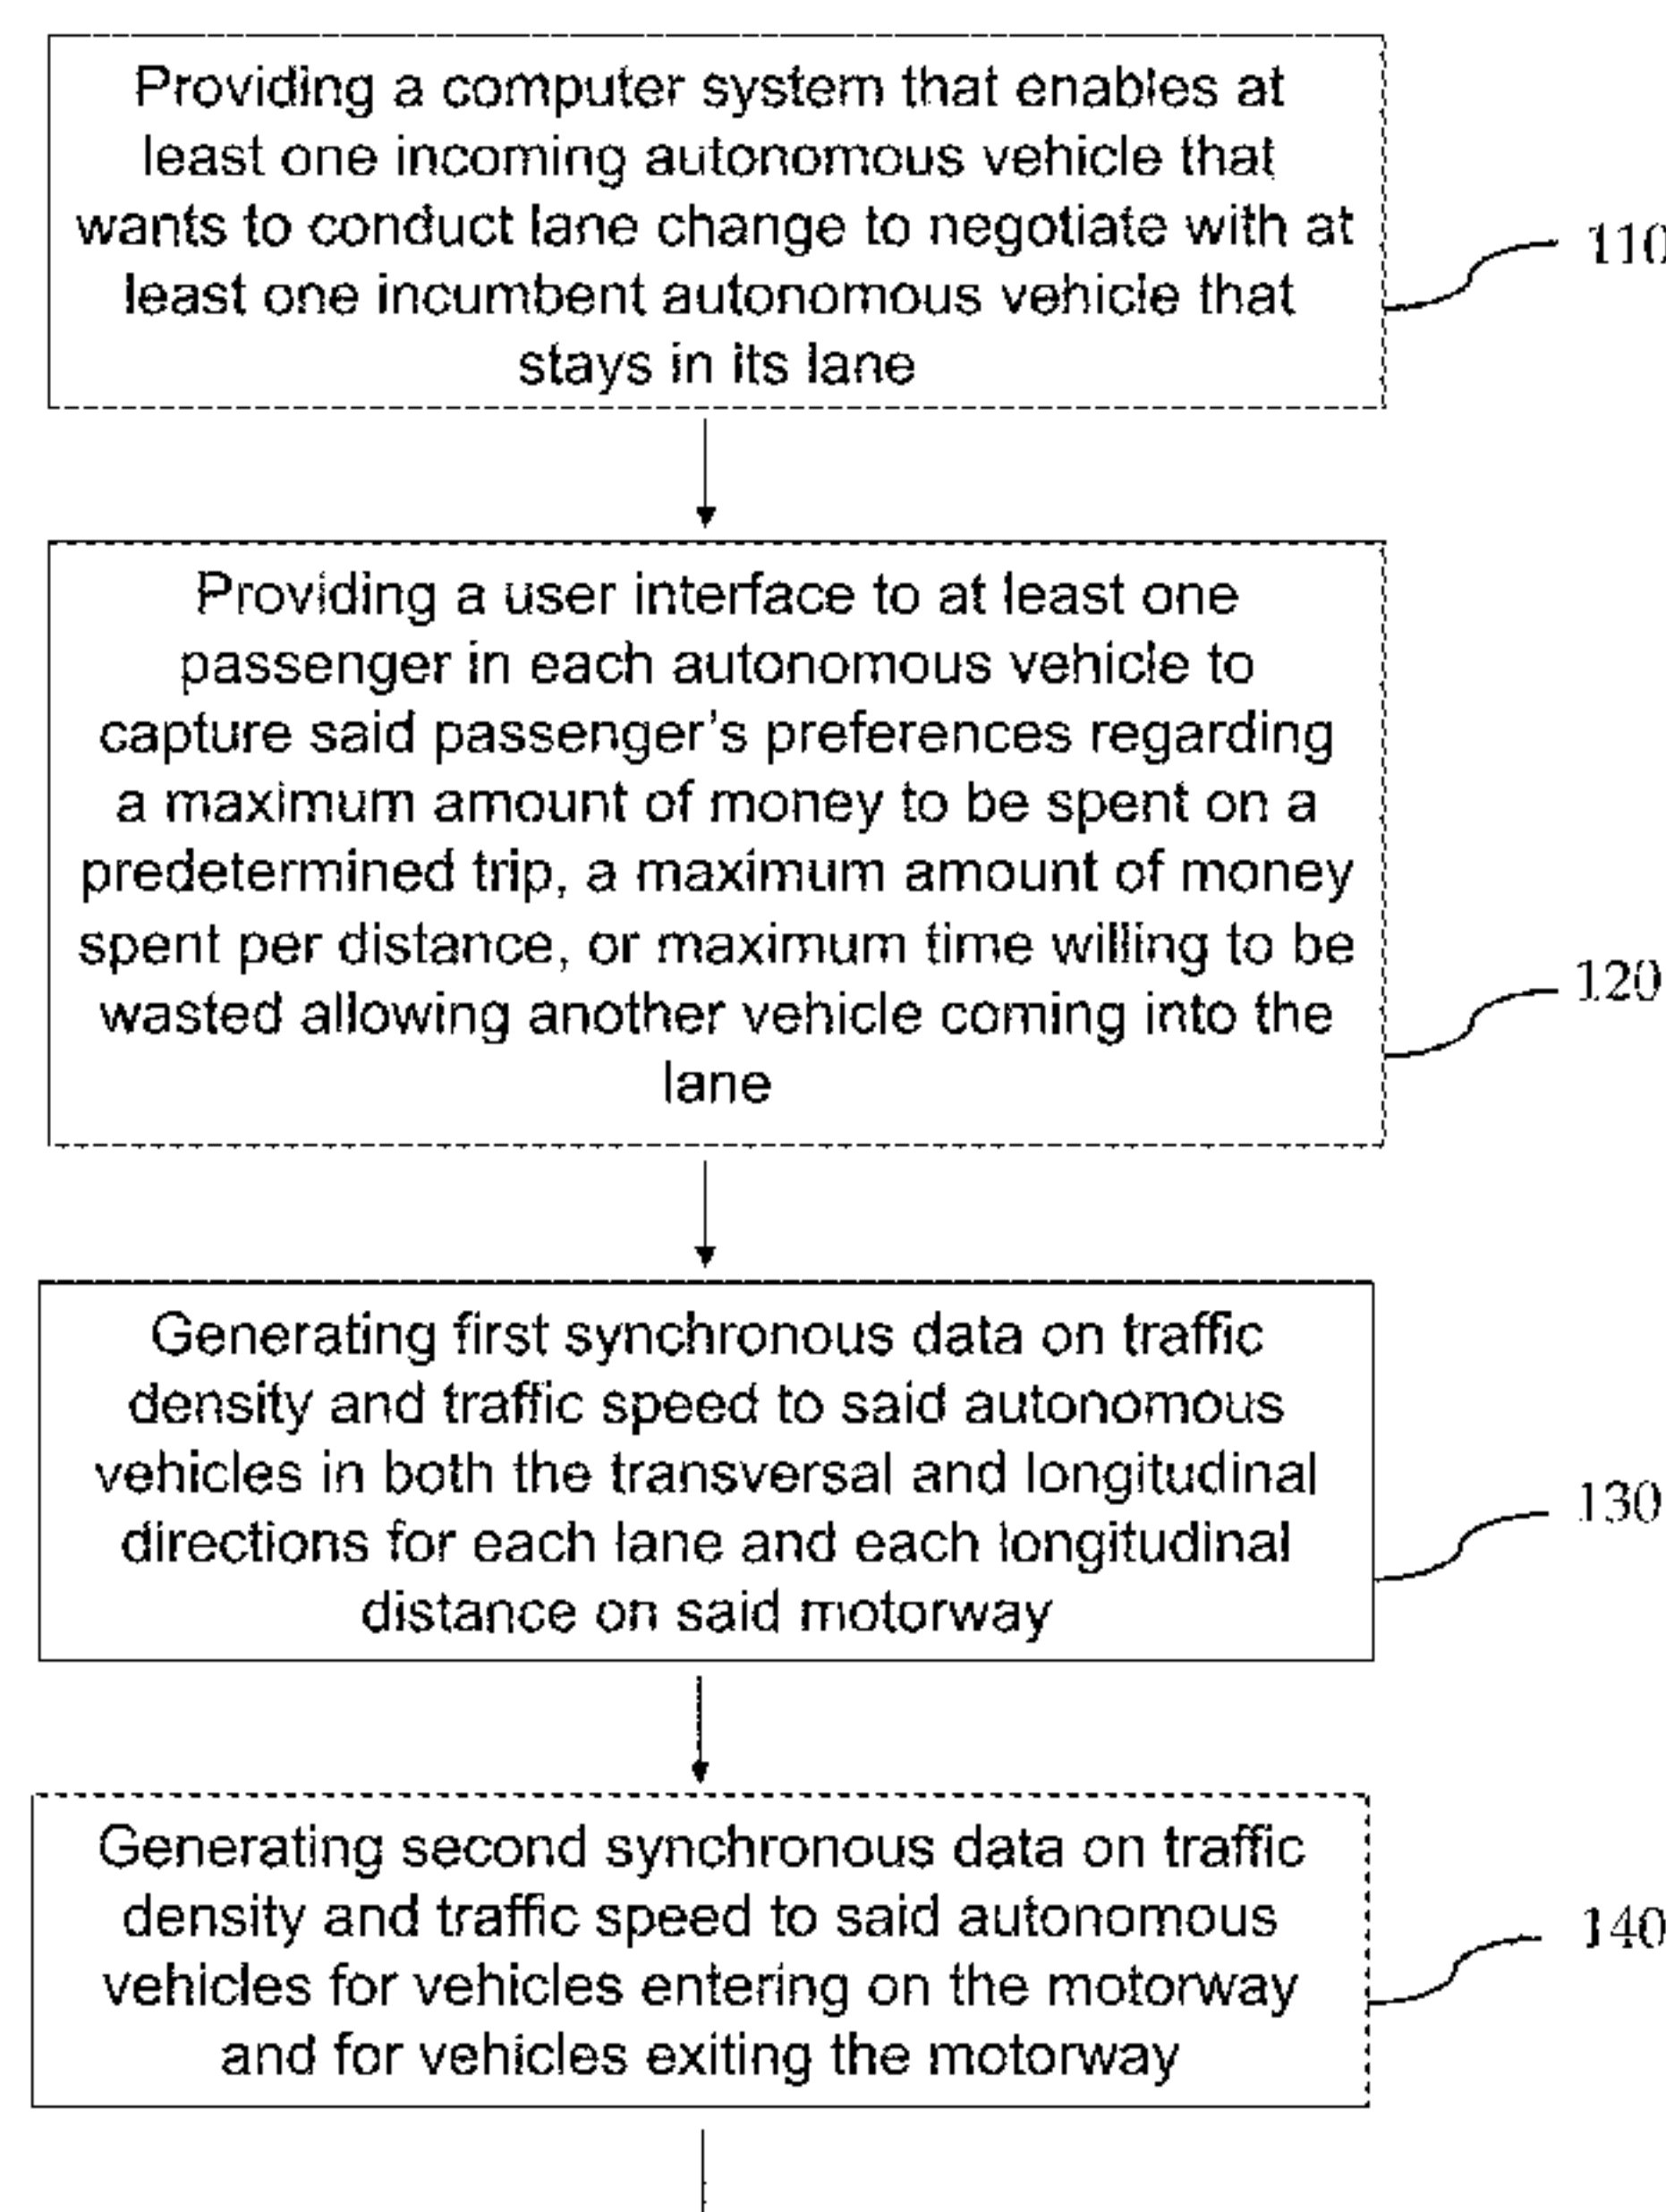 Providing a computer system that enables at
least one incoming autonomous vehicle that
wants to conduct lane change to negotiate with at
least one incumbent autonomous vehicle that
stays in its lane
110
Providing a user interface to at least one
passenger in each autonomous vehicle to
capture said passenger's preferences regarding
a maximum amount of money to be spent on a
predetermined trip, a maximum amount of money
spent per distance, or maximum time willing to be
wasted allowing another vehicle coming into the
lane
120
Generating first synchronous data on traffic
density and traffic speed to said autonomous
vehicles in both the transversal and longitudinal
directions for each lane and each longitudinal
distance on said motorway
130
Generating second synchronous data on traffic
density and traffic speed to said autonomous
vehicles for vehicles entering on the motorway
and for vehicles exiting the motorway
140